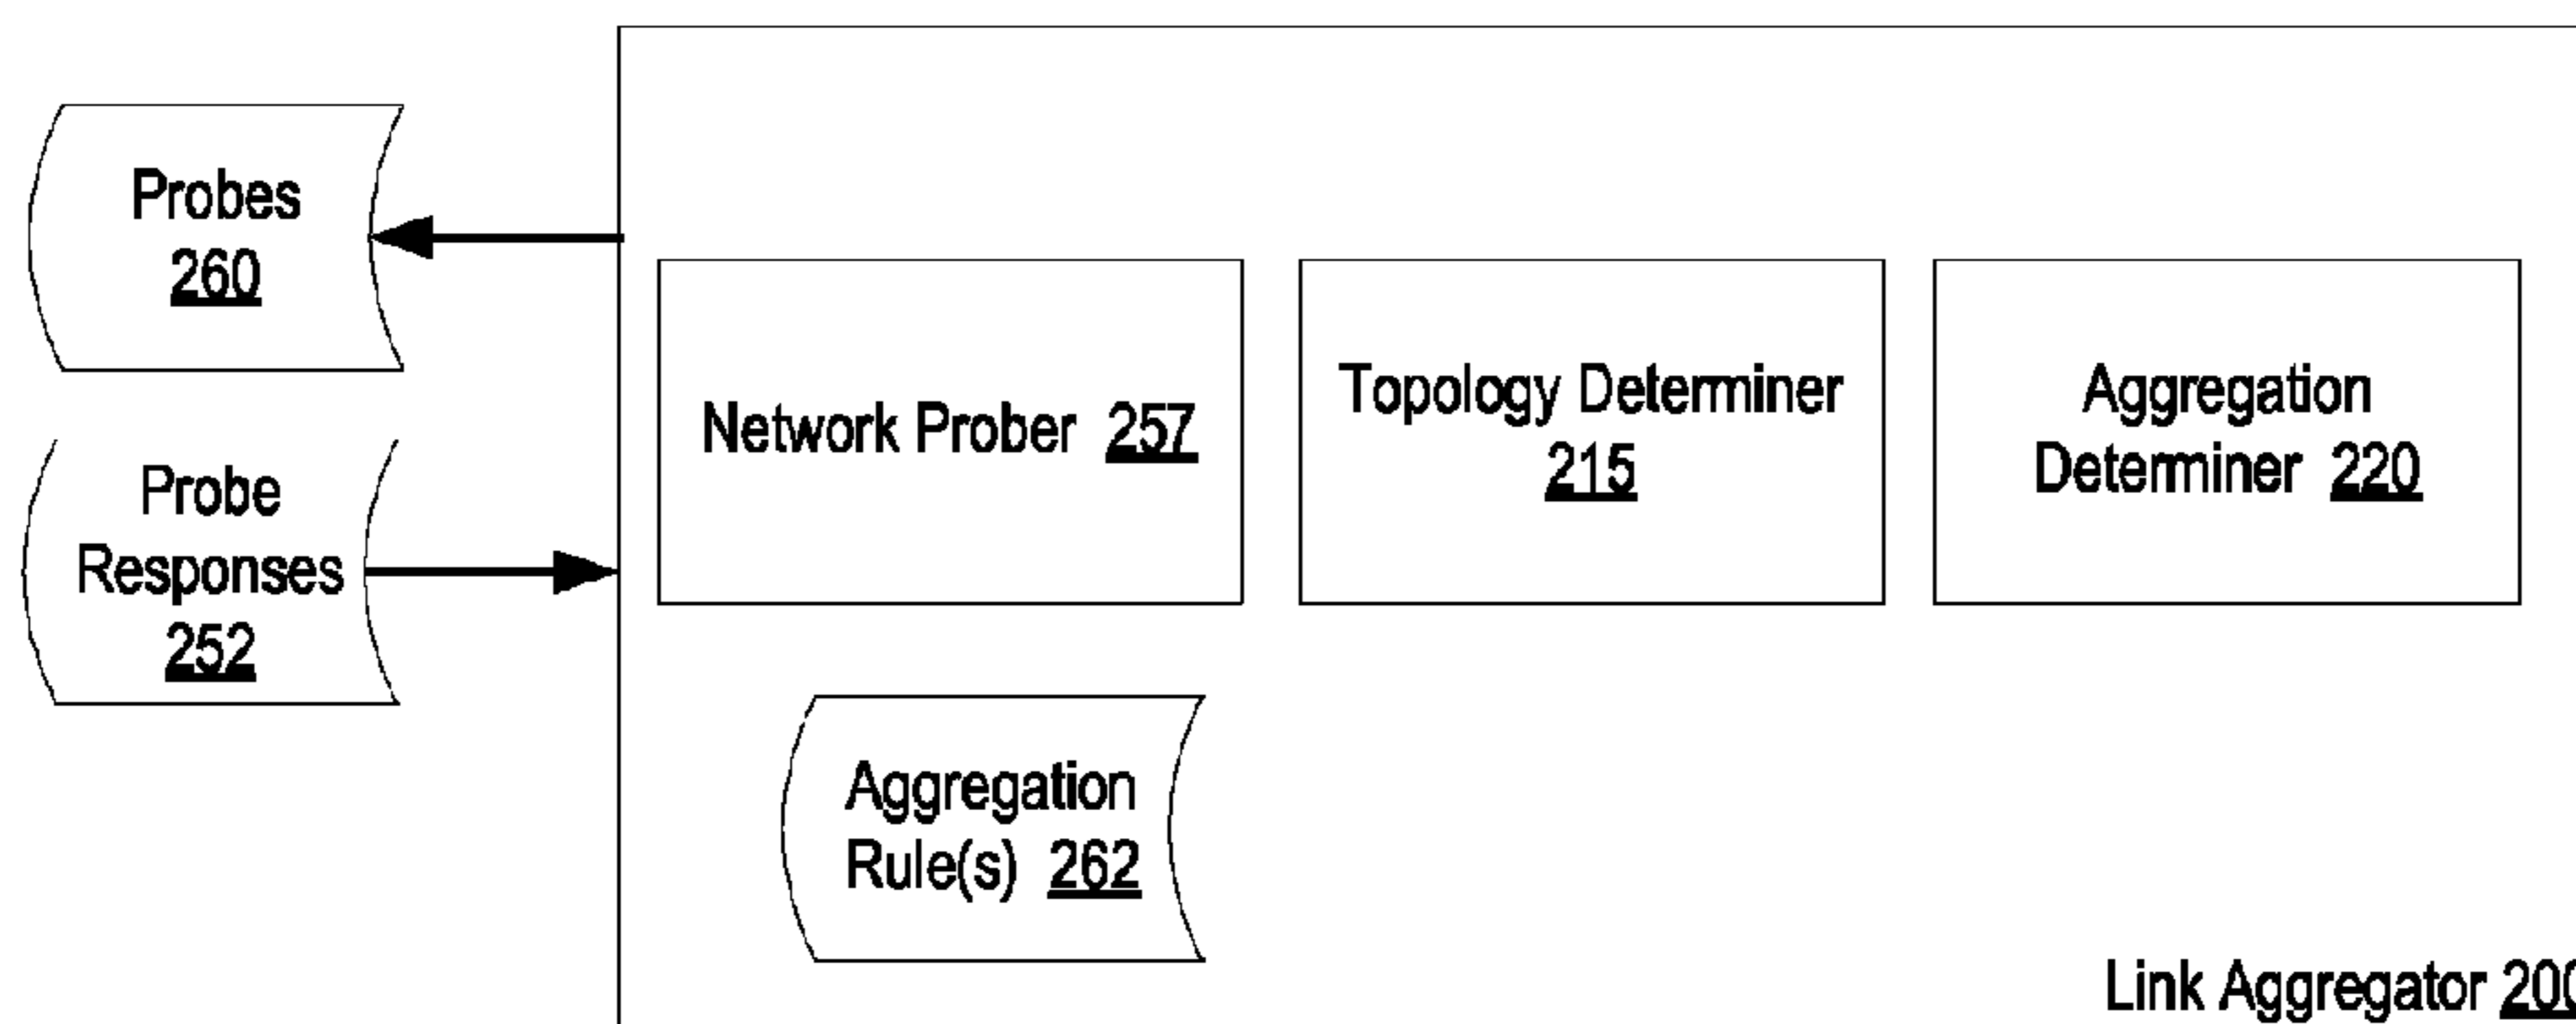 Probes
260
Probe
Responses
252
Network Prober 257
Topology Determiner
215
Aggregation
Determiner 220
Aggregation
Rule(s) 262
Link Aggregator 200